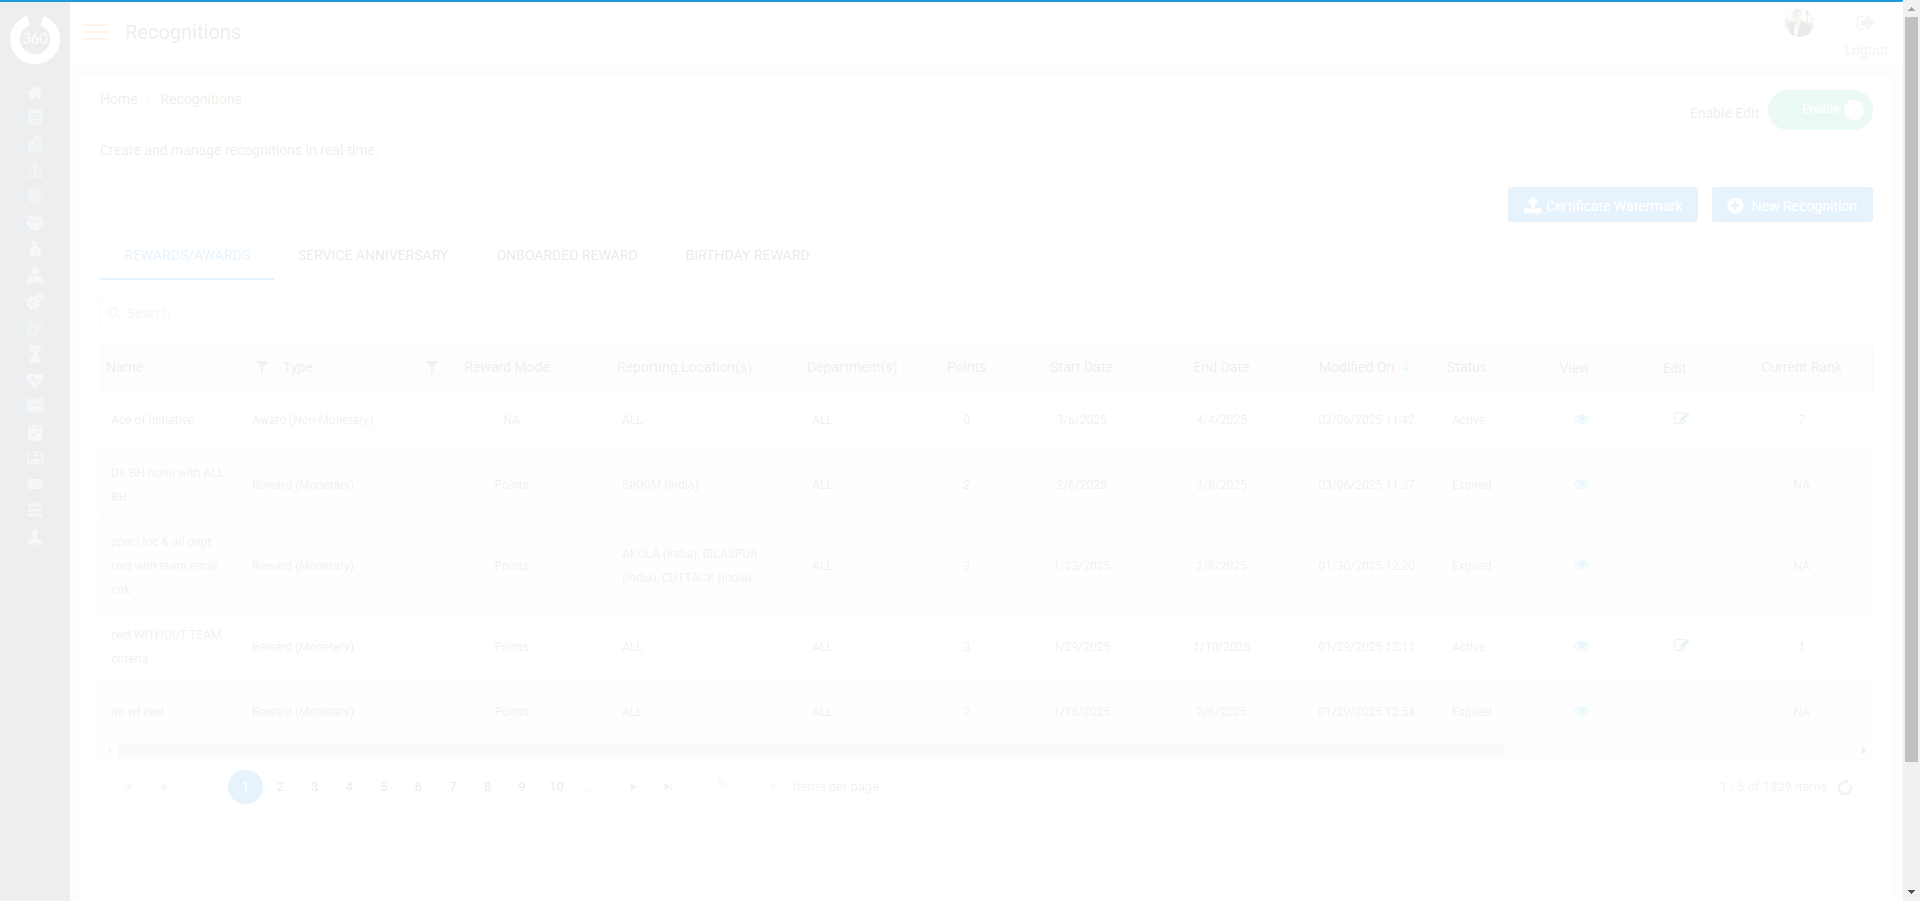 360
Recognitions
Logout
Home / Recognitions
Enable Edit
Enable
Create and manage recognitions in real-time.
Certificate Watermark
New Recognition
REWARDS/AWARDS SERVICE ANNIVERSARY ONBOARDED REWARD BIRTHDAY REWARD
Search
Name Type Reward Mode Reporting Location(s) Department(s) Points Start Date End Date Modified On Status View Edit Current Rank
Ace of Initiative Award (Non-Monetary) NA ALL ALL 0 3/6/2025 4/4/2025 03/06/2025 11:42 Active 7
Dir BH nomi with ALL
BH
Reward (Monetary) Points SIKKIM (India) ALL 2 2/6/2025 3/8/2025 03/06/2025 11:37 Expired NA
speci loc & all dept
rwd with team email
chk
Reward (Monetary) Points
AKOLA (India), BILASPUR
(India), CUTTACK (India)
ALL 3 1/23/2025 2/8/2025 01/30/2025 12:20 Expired NA
rwd WITHOUT TEAM
criteria
Reward (Monetary) Points ALL ALL 3 1/29/2025 1/10/2026 01/29/2025 13:11 Active 1
no wf rwd Reward (Monetary) Points ALL ALL 2 1/16/2025 2/6/2025 01/29/2025 12:54 Expired NA
1 2 3 4 5 6 7 8 9 10 ... 5 items per page 1 - 5 of 1329 items